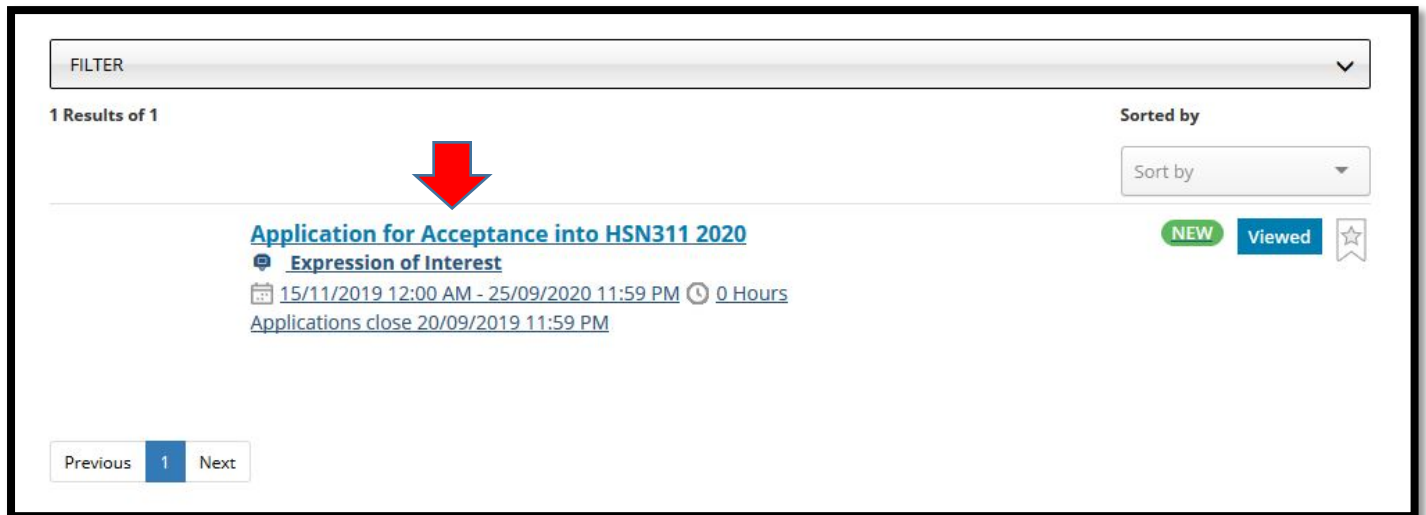 FILTER
1 Results of 1
Sorted by
Sort by
Application for Acceptance into HSN311 2020
NEW
Viewed
Expression of Interest
15/11/2019 12:00 AM - 25/09/2020 11:59 PM 0 Hours
Applications close 20/09/2019 11:59 PM
Previous 1 Next